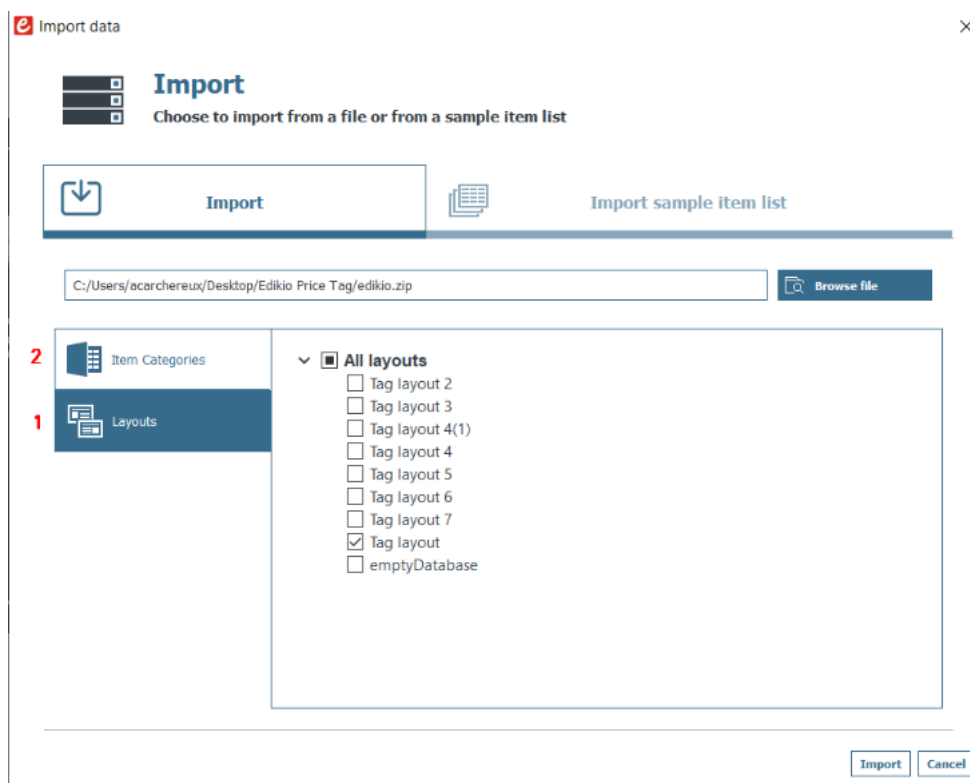 e Import data
Import
Choose to import from a file or from a sample item list
Import
Import sample item list
C:/Users/acarchereux/Desktop/Edikio Price Tag/edikio.zip
Browse file
2 Item Categories
1 Layouts
All layouts
Tag layout 2
Tag layout 3
Tag layout 4(1)
Tag layout 4
Tag layout 5
Tag layout 6
Tag layout 7
Tag layout
emptyDatabase
Import
Cancel